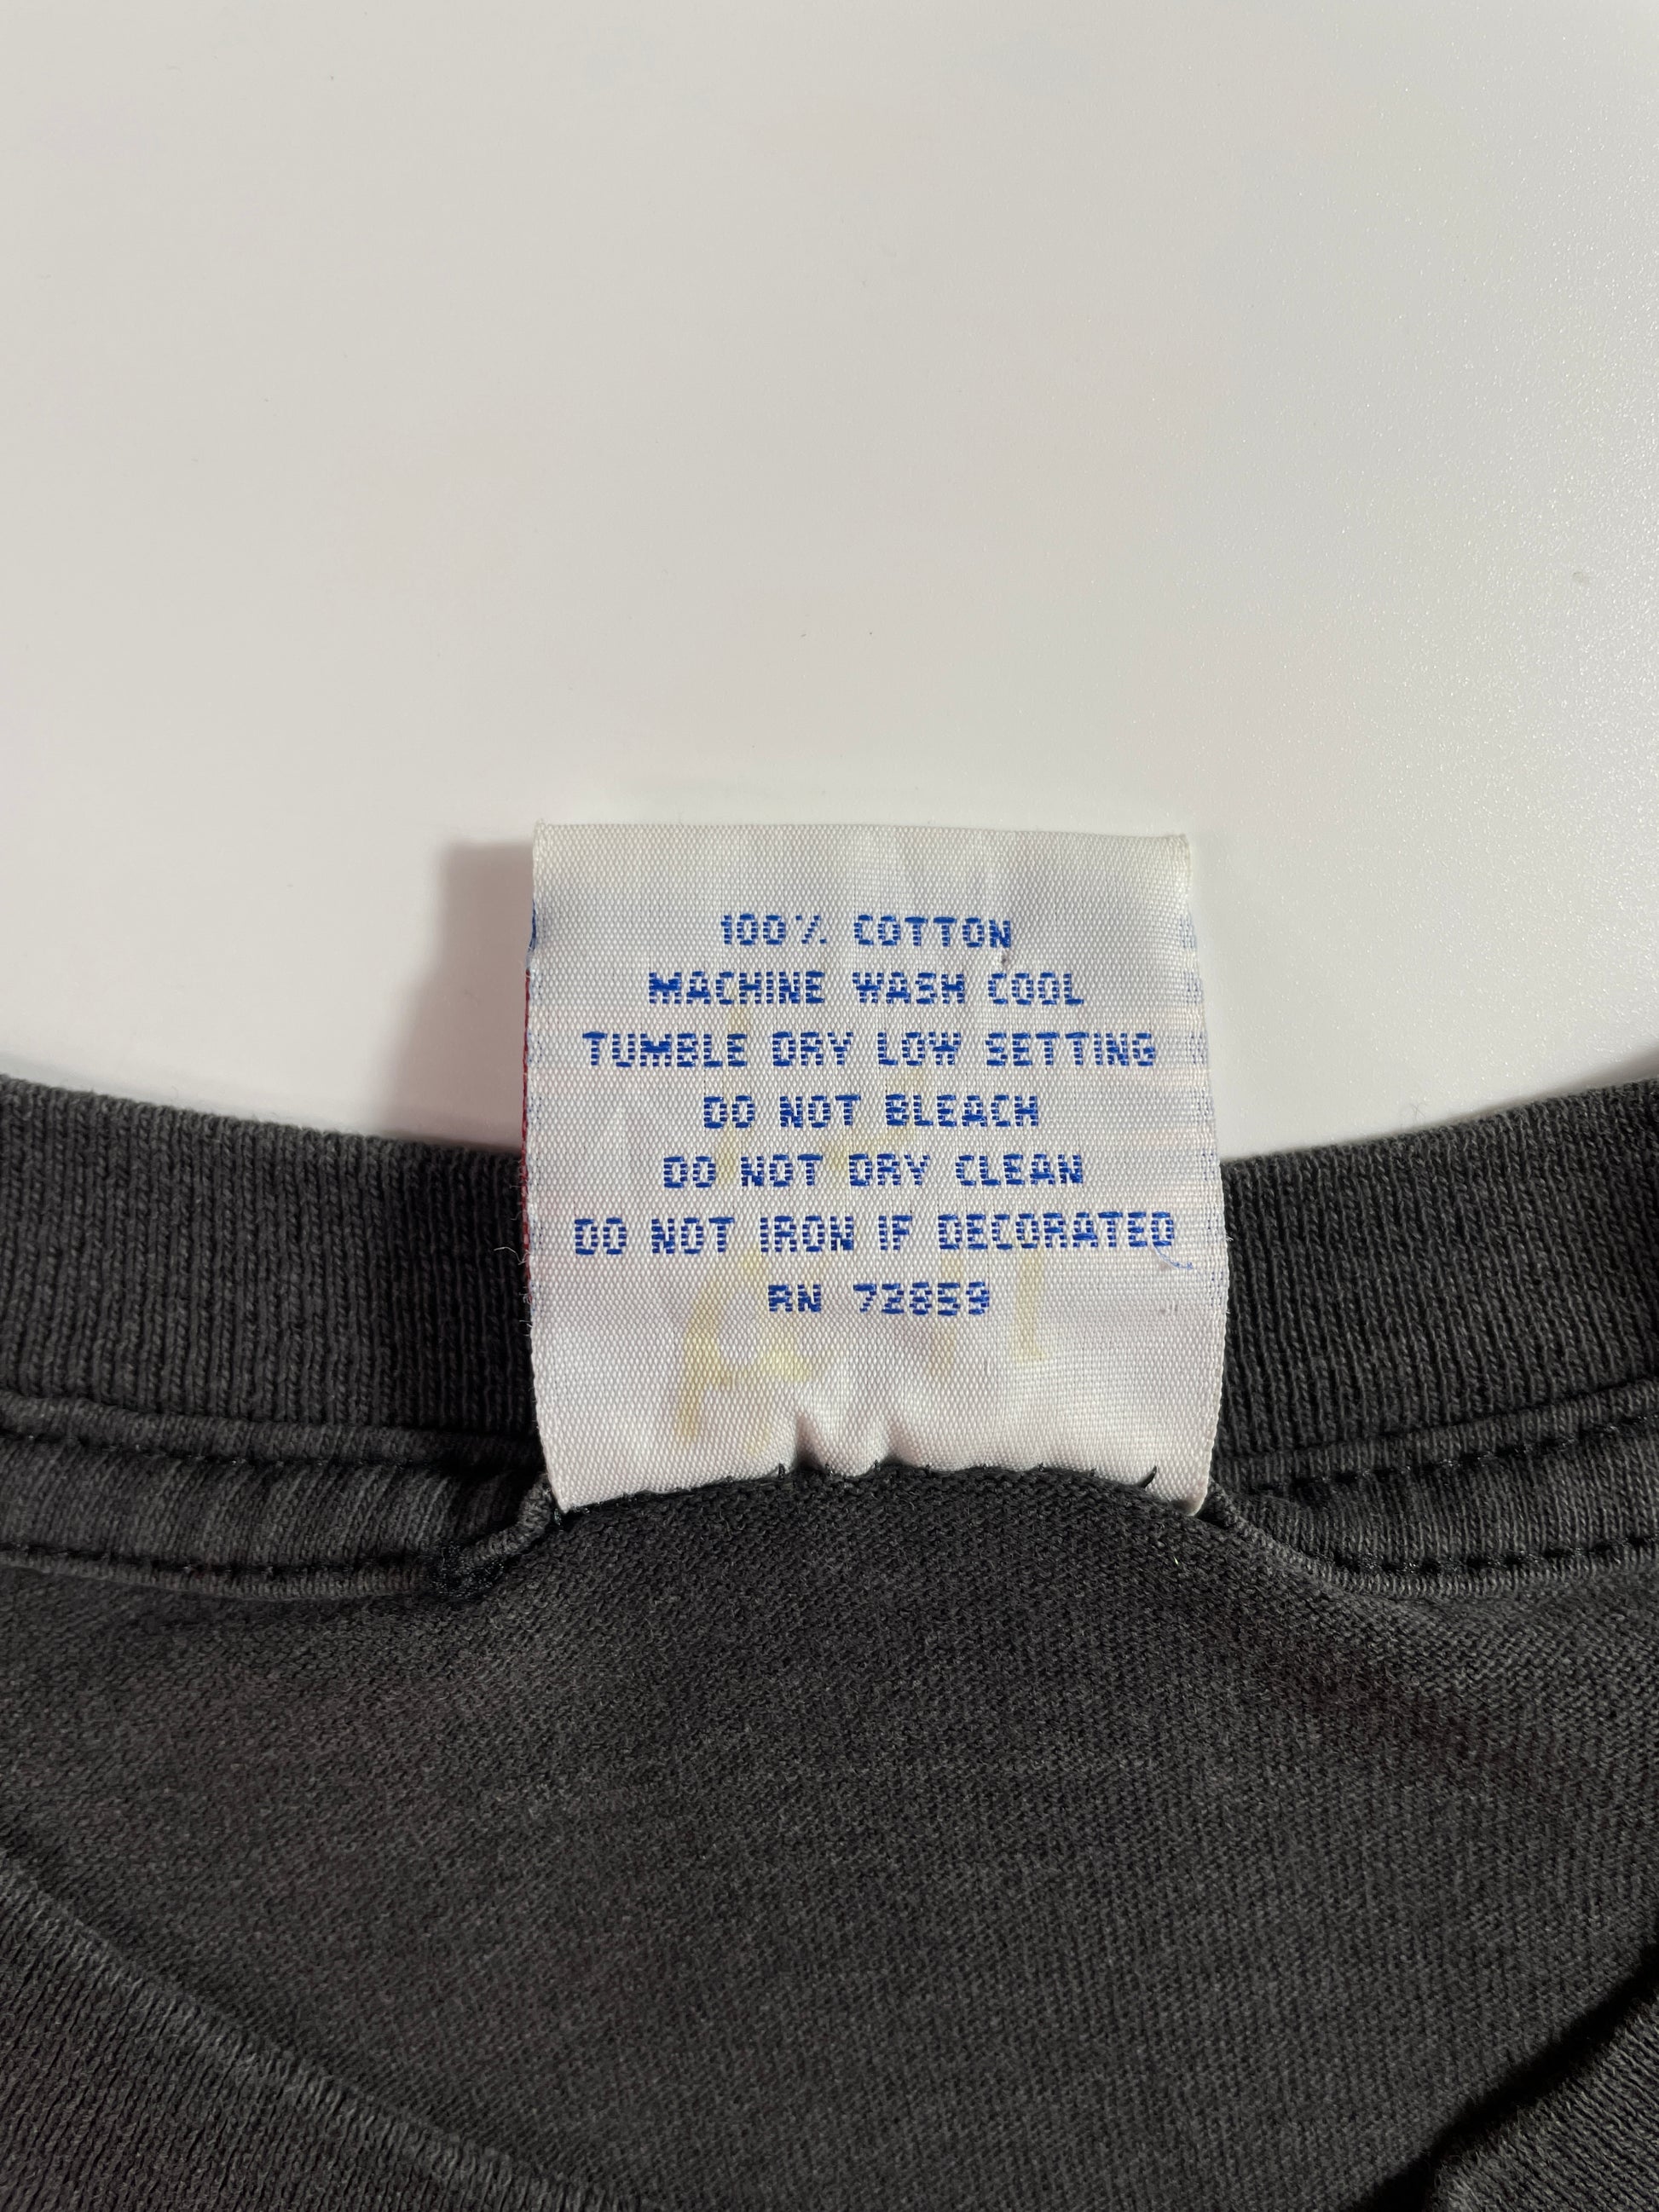 100% COTTON
MACHINE WASH COOL
TUMBLE DRY LOW SETTING
DO NOT BLEACH
DO NOT DRY CLEAN
DO NOT IRON IF DECORATED
RN 72859